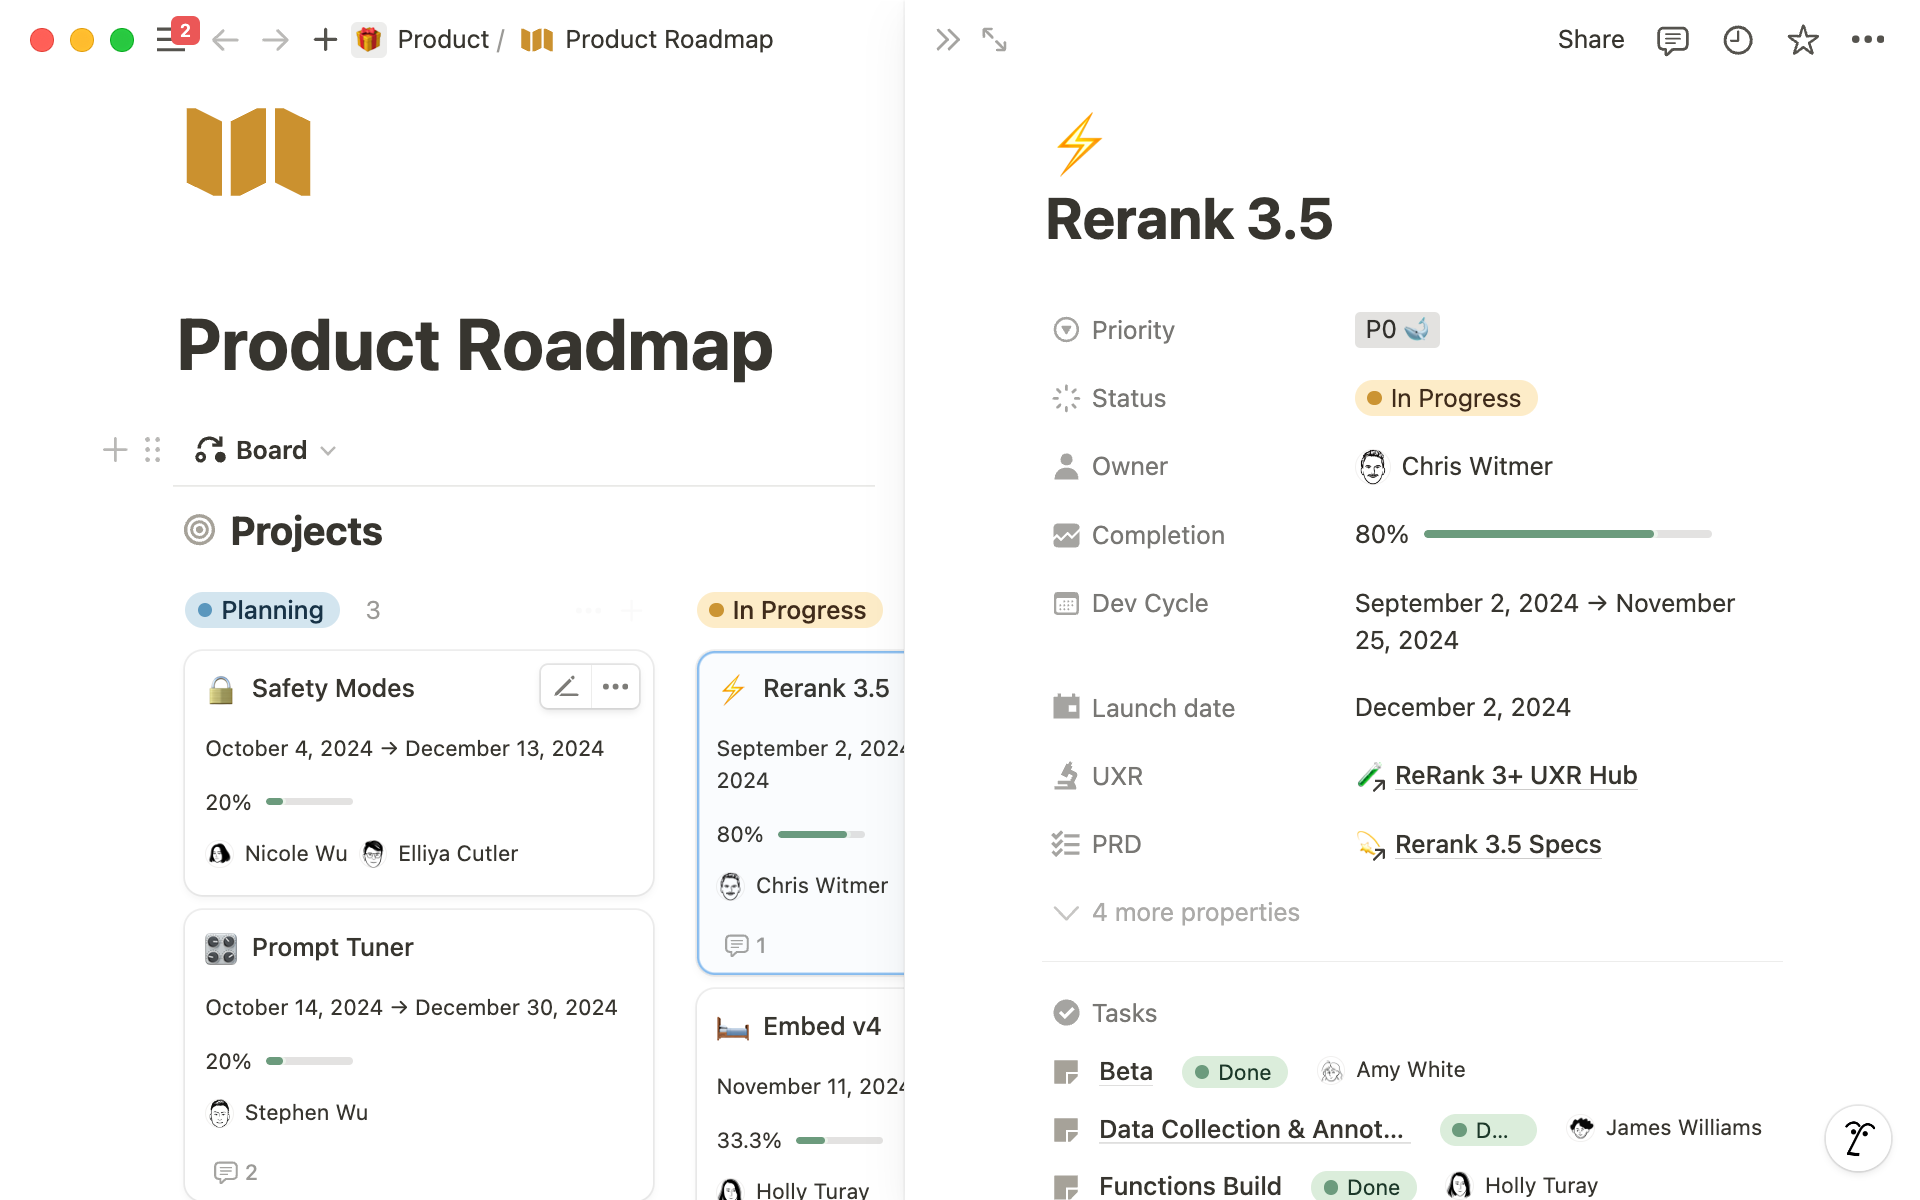 2
Product / Product Roadmap
Product Roadmap
Board
Projects
Planning 3
In Progress
Safety Modes
October 4, 2024 → December 13, 2024
20%
Nicole Wu Elliya Cutler
Prompt Tuner
October 14, 2024 → December 30, 2024
20%
Stephen Wu
2
Rerank 3.5
September 2, 2024
2024
80%
Chris Witmer
1
Embed v4
November 11, 2024
33.3%
Holly Turay
Share
Rerank 3.5
Priority P0
Status In Progress
Owner Chris Witmer
Completion 80%
Dev Cycle September 2, 2024 → November
25, 2024
Launch date December 2, 2024
UXR ReRank 3+ UXR Hub
PRD Rerank 3.5 Specs
4 more properties
Tasks
Beta Done Amy White
Data Collection & Annot... D... James Williams
Functions Build Done Holly Turay